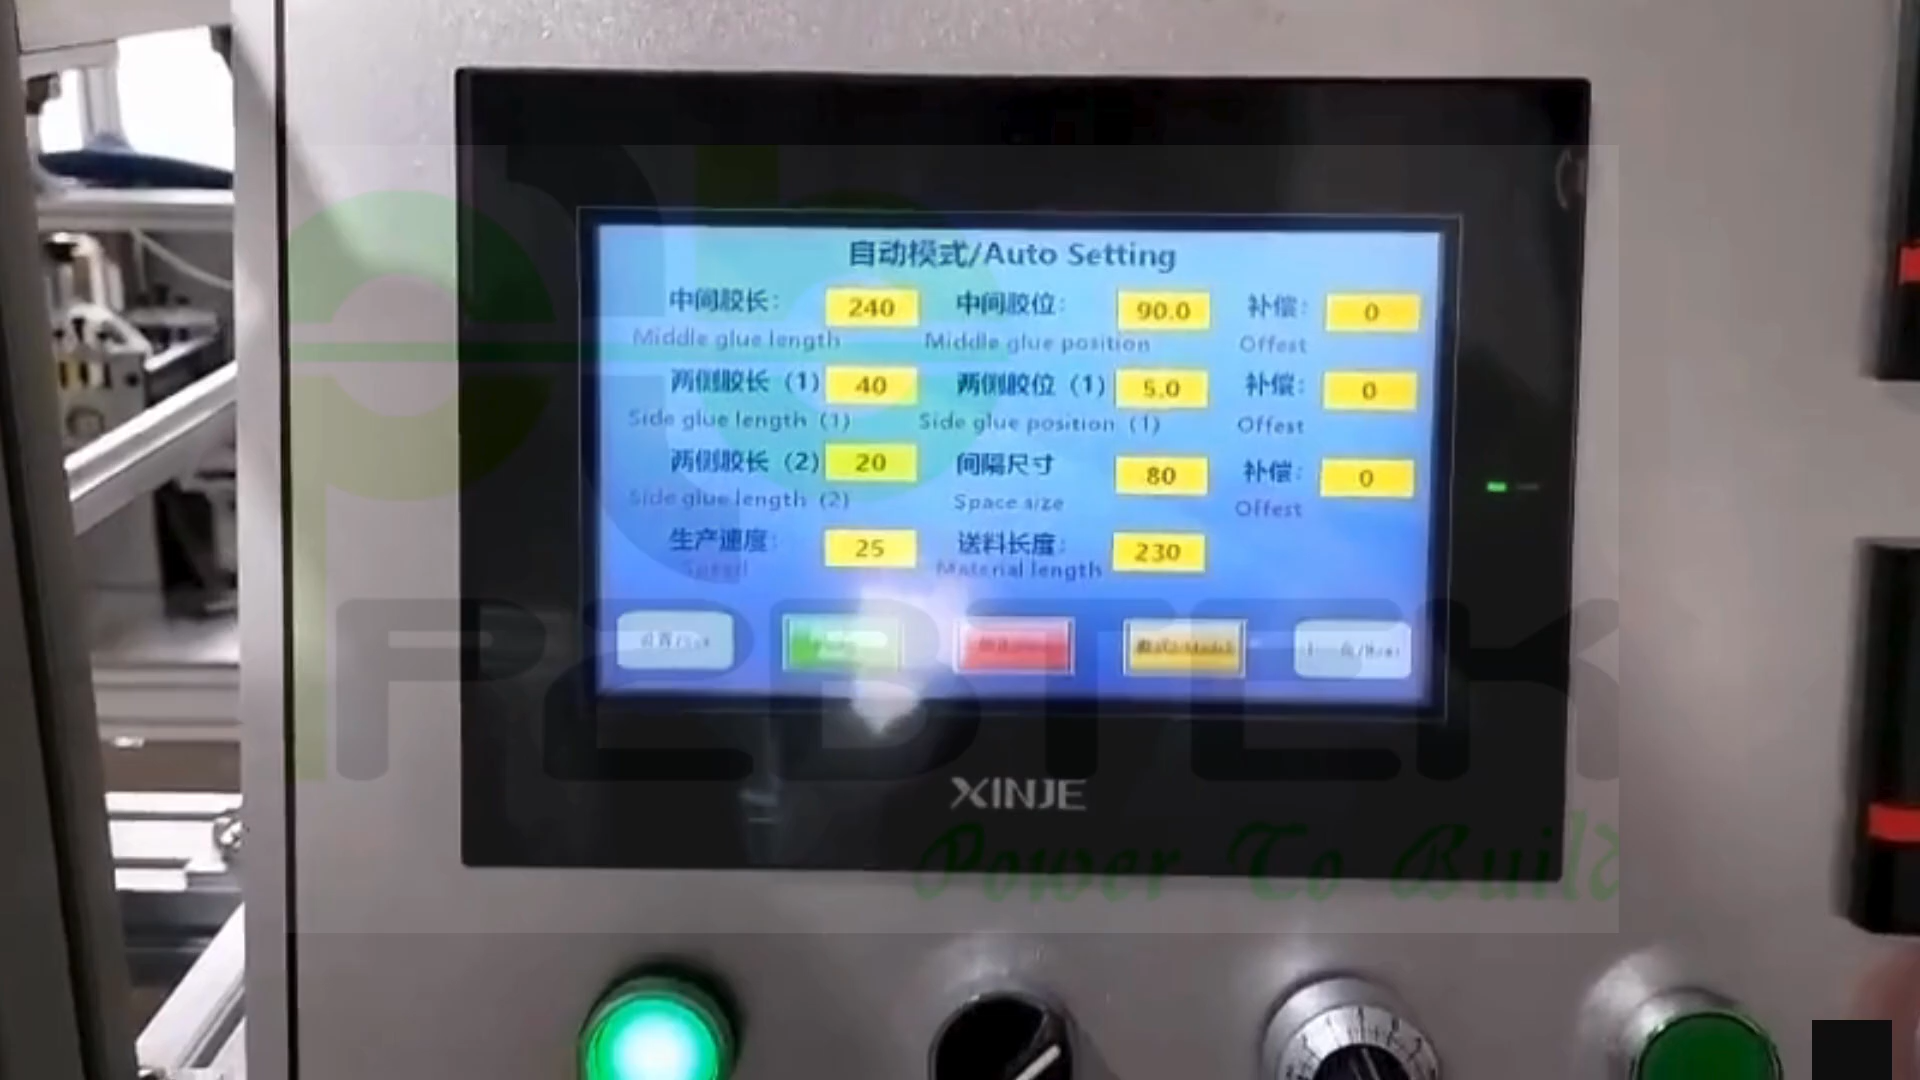 自动模式/Auto Setting
中间胶长: 240 中间胶位: 90.0 补偿: 0
Middle glue length Middle glue position Offest
两侧胶长 (1) 40 两侧胶位 (1) 5.0 补偿: 0
Side glue length (1) Side glue position (1) Offest
两侧胶长 (2) 20 间隔尺寸 80 补偿: 0
Side glue length (2) Space size Offest
生产速度: 25 送料长度: 230
Speed Material length
XINJE
Power To Build